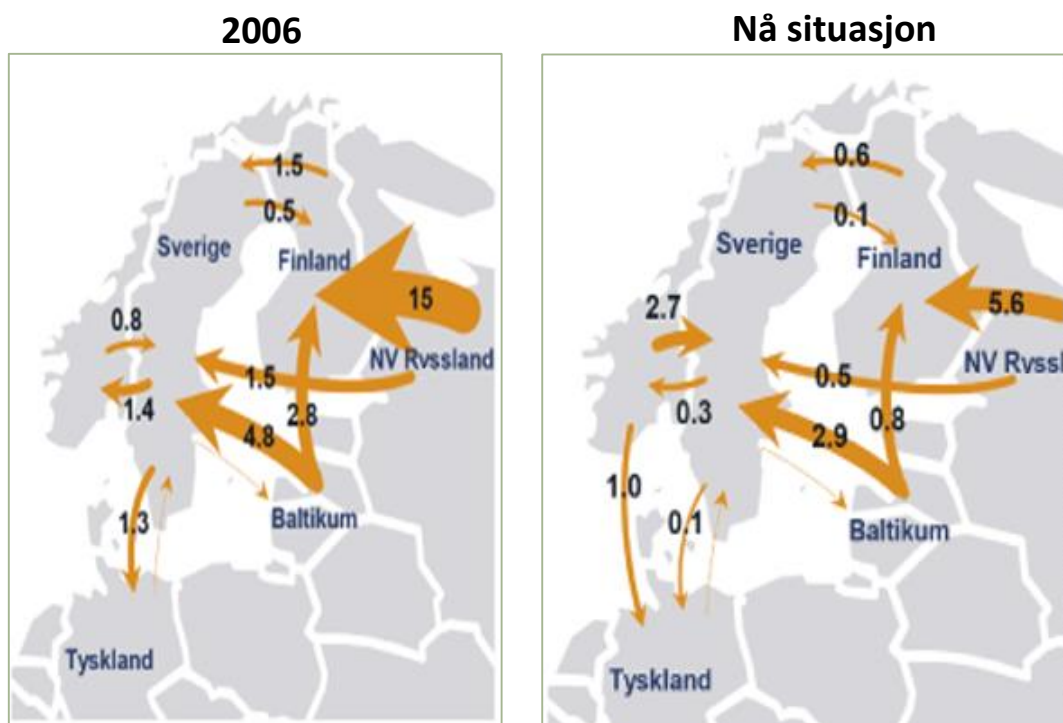 2006
1.5
0.5
Sverige
Finland
15
0.8
NV Rvssland
1.5
1.4
2.8
4.8
1.3
Baltikum
Tyskland
Nå situasjon
0.6
0.1
Sverige
Finland
2.7
5.6
NV Rvssl
0.5
0.3
0.8
2.9
1.0
0.1
Baltikum
Tyskland